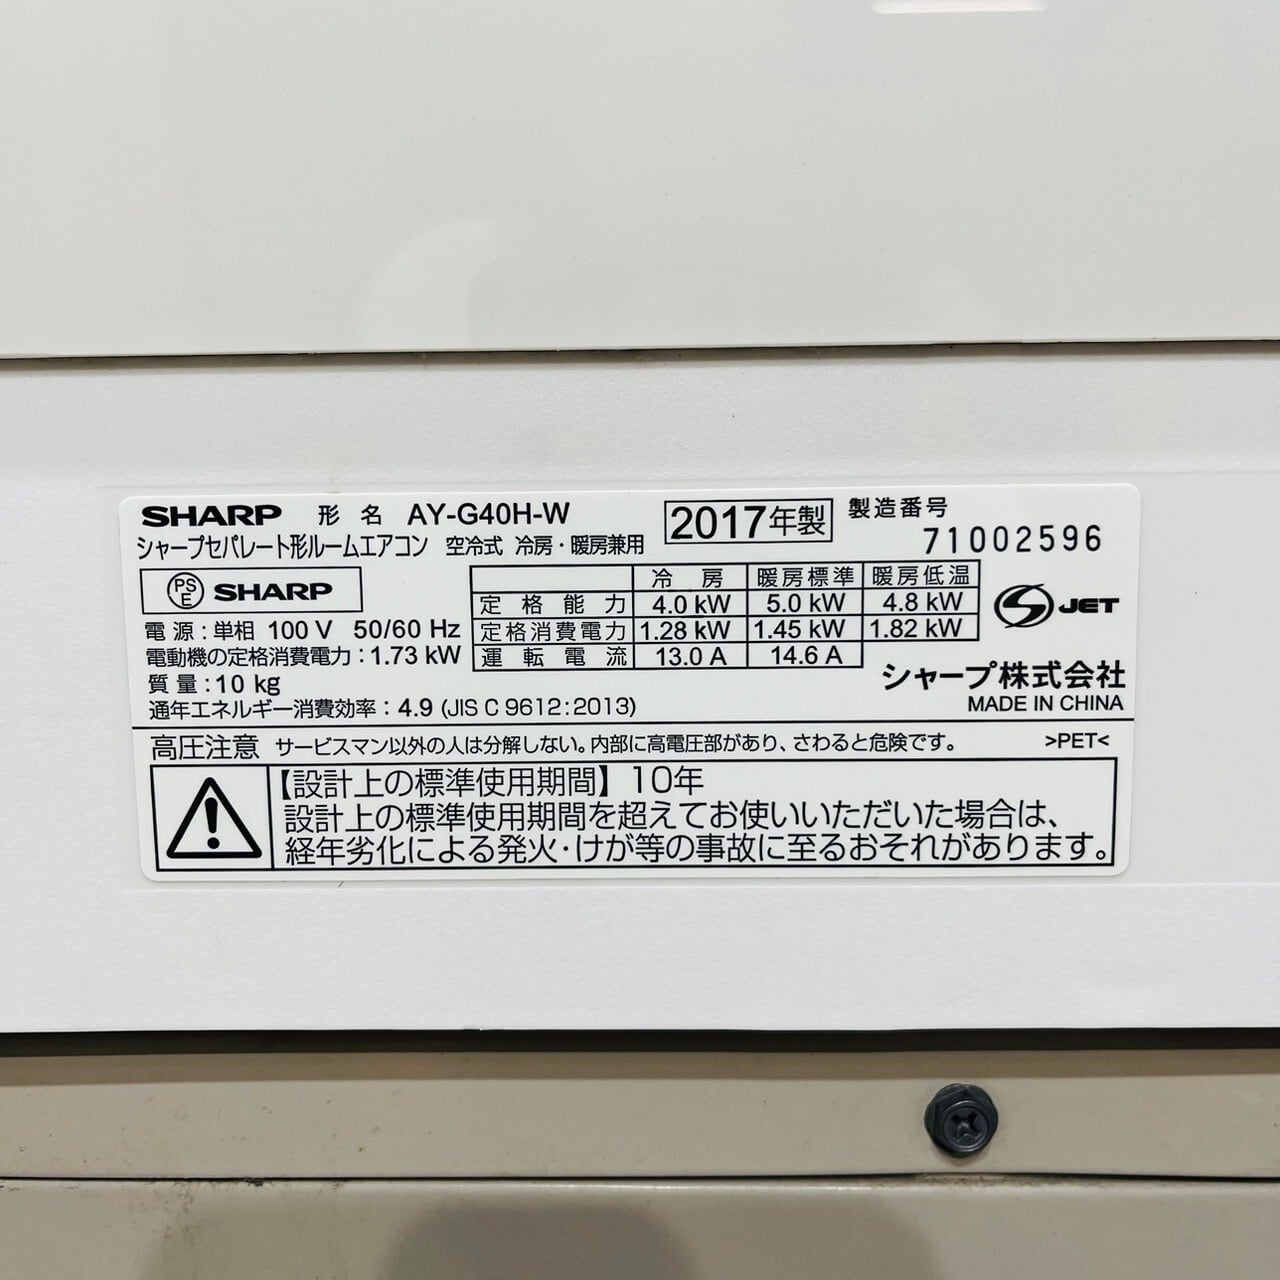 SHARP 形名 AY-G40H-W 2017年製 製造番号
シャープセパレート形ルームエアコン 空冷式 冷房・暖房兼用 71002596
PS E SHARP
電源：単相 100 V 50/60 Hz
電動機の定格消費電力：1.73 kW
質量：10 kg
通年エネルギー消費効率：4.9 (JIS C 9612:2013)
冷房 暖房標準 暖房低温
定格能力 4.0 kW 5.0 kW 4.8 kW
定格消費電力 1.28 kW 1.45 kW 1.82 kW
運転電流 13.0 A 14.6 A
S JET
シャープ株式会社
MADE IN CHINA
高圧注意 サービスマン以外の人は分解しない。内部に高電圧部があり、さわると危険です。 >PET<
【設計上の標準使用期間】10年
設計上の標準使用期間を超えてお使いいただいた場合は、
経年劣化による発火・けが等の事故に至るおそれがあります。